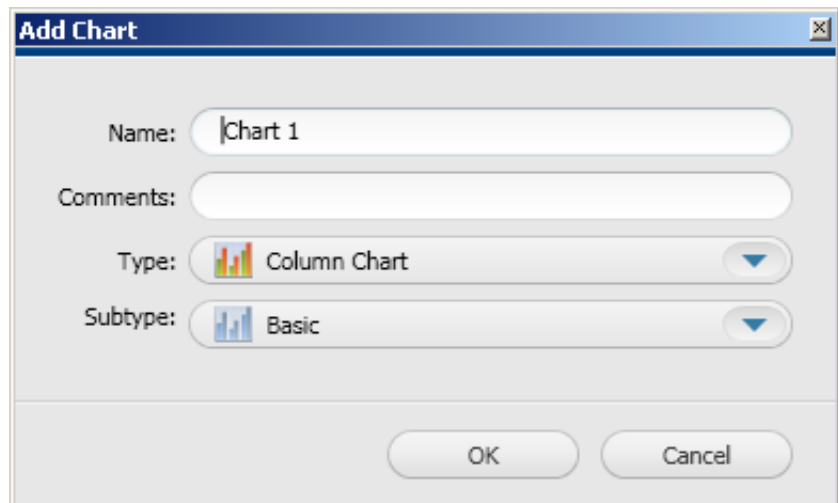 Add Chart
Name: Chart 1
Comments:
Type: Column Chart
Subtype: Basic
OK Cancel